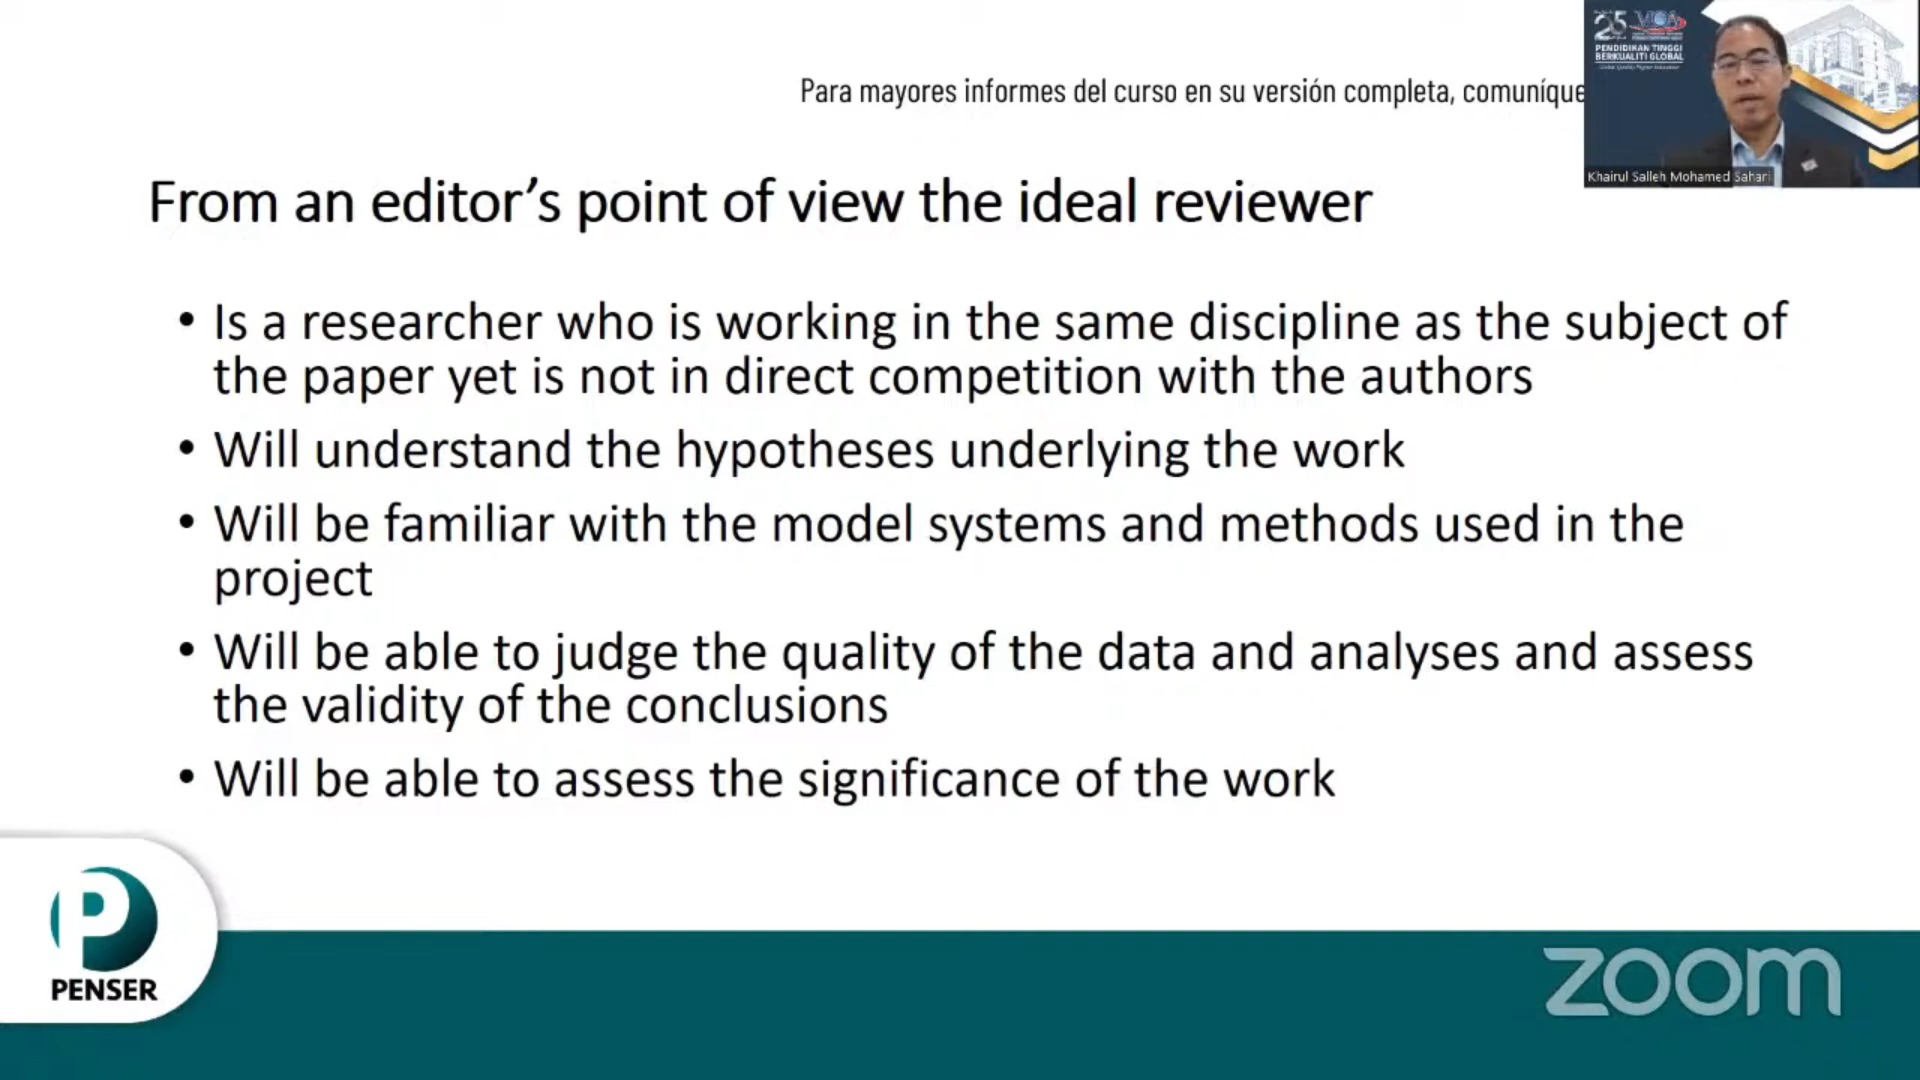 Para mayores informes del curso en su versión completa, comuníque
25
PENDIDIKAN TINGGI
BERKUALITI GLOBAL
Khairul Salleh Mohamed Sahari
From an editor’s point of view the ideal reviewer
• Is a researcher who is working in the same discipline as the subject of
the paper yet is not in direct competition with the authors
• Will understand the hypotheses underlying the work
• Will be familiar with the model systems and methods used in the
project
• Will be able to judge the quality of the data and analyses and assess
the validity of the conclusions
• Will be able to assess the significance of the work
P
PENSER
zoom